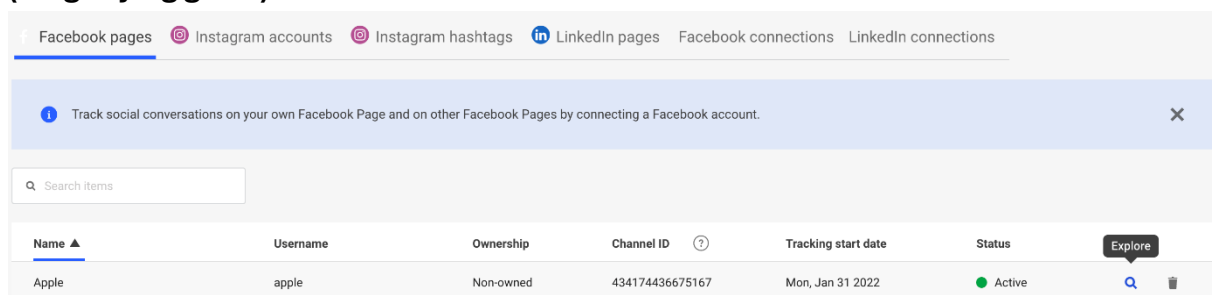 Facebook pages Instagram accounts Instagram hashtags LinkedIn pages Facebook connections LinkedIn connections
Track social conversations on your own Facebook Page and on other Facebook Pages by connecting a Facebook account.
Search items
Name ▲ Username Ownership Channel ID ? Tracking start date Status Explore
Apple apple Non-owned 434174436675167 Mon, Jan 31 2022 Active